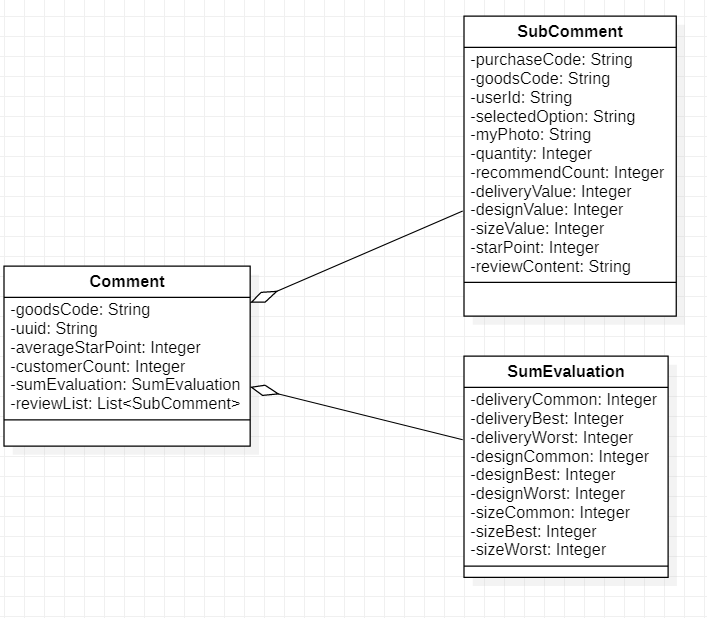 SubComment
-purchaseCode: String
-goodsCode: String
-userId: String
-selectedOption: String
-myPhoto: String
-quantity: Integer
-recommendCount: Integer
-deliveryValue: Integer
-designValue: Integer
-sizeValue: Integer
-starPoint: Integer
-reviewContent: String
Comment
-goodsCode: String
-uuid: String
-averageStarPoint: Integer
-customerCount: Integer
-sumEvaluation: SumEvaluation
-reviewList: List<SubComment>
SumEvaluation
-deliveryCommon: Integer
-deliveryBest: Integer
-deliveryWorst: Integer
-designCommon: Integer
-designBest: Integer
-designWorst: Integer
-sizeCommon: Integer
-sizeBest: Integer
-sizeWorst: Integer